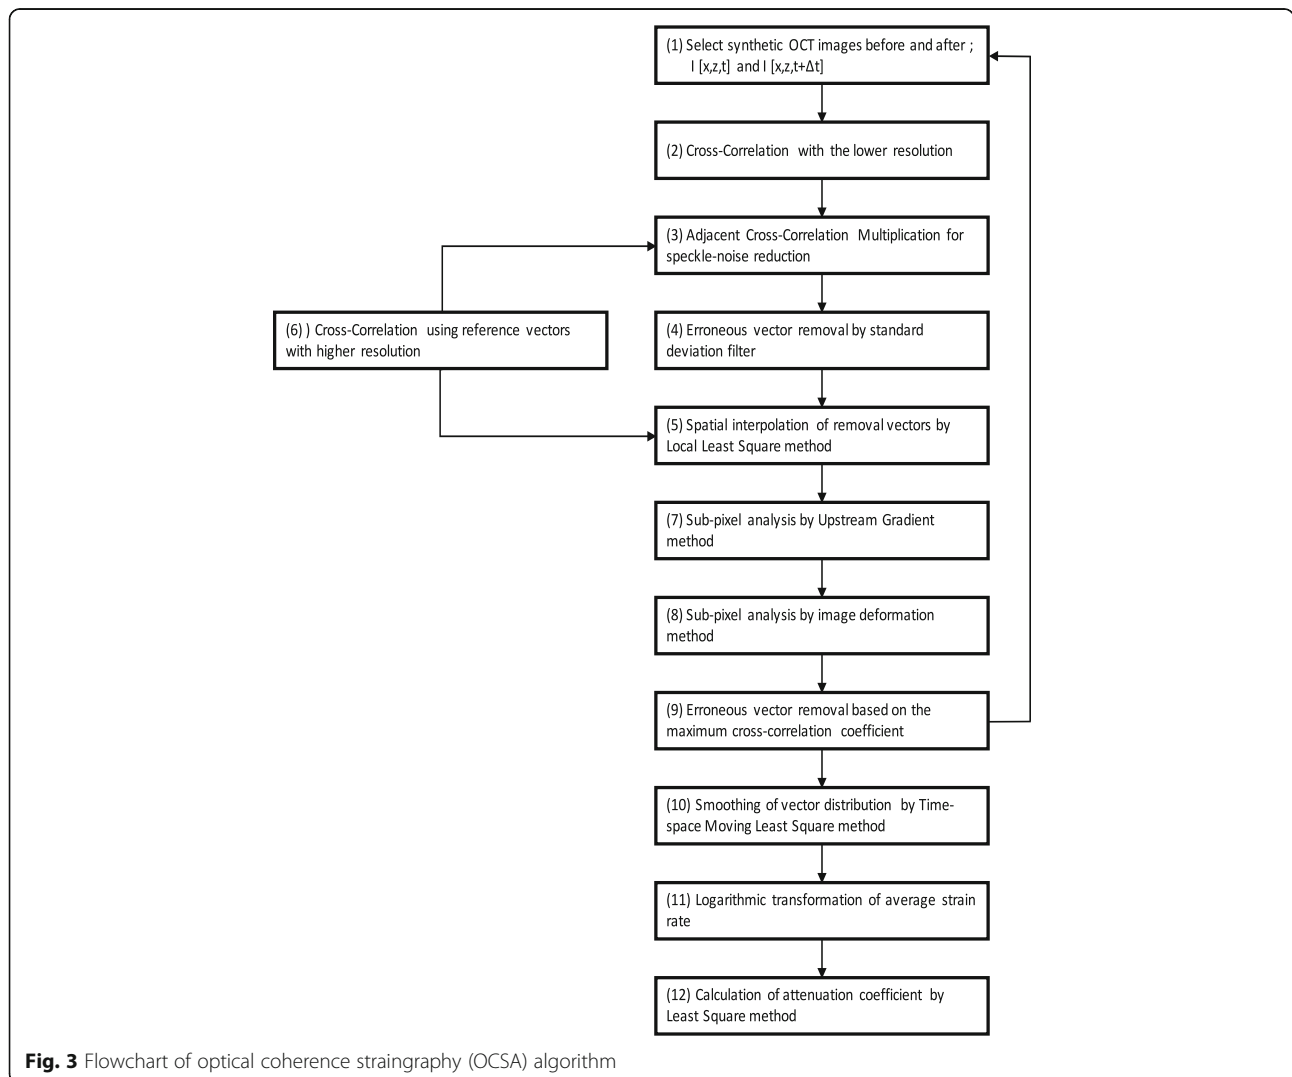 (1) Select synthetic OCT images before and after ;
I [x,z,t] and I [x,z,t+Δt]
(2) Cross-Correlation with the lower resolution
(3) Adjacent Cross-Correlation Multiplication for
speckle-noise reduction
(4) Erroneous vector removal by standard
deviation filter
(5) Spatial interpolation of removal vectors by
Local Least Square method
(6) ) Cross-Correlation using reference vectors
with higher resolution
(7) Sub-pixel analysis by Upstream Gradient
method
(8) Sub-pixel analysis by image deformation
method
(9) Erroneous vector removal based on the
maximum cross-correlation coefficient
(10) Smoothing of vector distribution by Time-
space Moving Least Square method
(11) Logarithmic transformation of average strain
rate
(12) Calculation of attenuation coefficient by
Least Square method
Fig. 3 Flowchart of optical coherence straingraphy (OCSA) algorithm